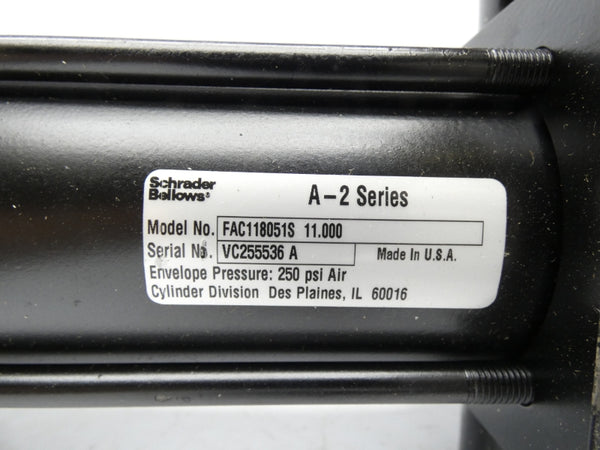 Schrader
Bellows®
A-2 Series
Model No. FAC118051S 11.000
Serial No. VC255536 A
Made in U.S.A.
Envelope Pressure: 250 psi Air
Cylinder Division Des Plaines, IL 60016